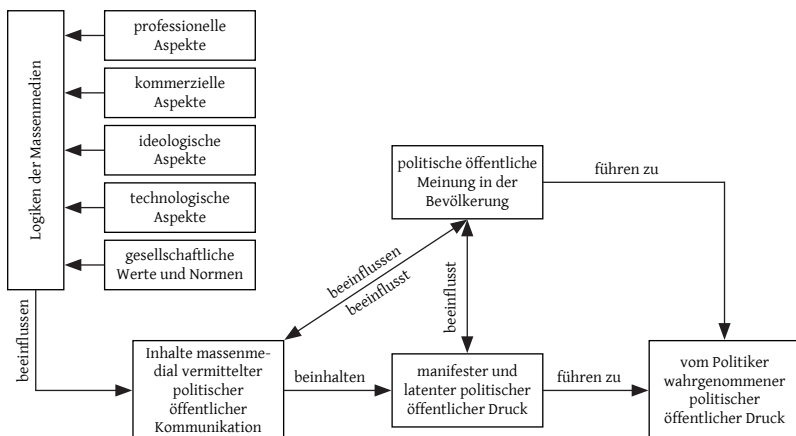 Logiken der Massenmedien
professionelle
Aspekte
kommerzielle
Aspekte
ideologische
Aspekte
technologische
Aspekte
gesellschaftliche
Werte und Normen
beeinflussen
Inhalte massenme-
dial vermittelter
politischer
öffentlicher
Kommunikation
beeinflussen
beeinflusst
beinhalten
politische öffentliche
Meinung in der
Bevölkerung
beeinflusst
manifester und
latenter politischer
öffentlicher Druck
führen zu
führen zu
vom Politiker
wahrgenommener
politischer
öffentlicher Druck